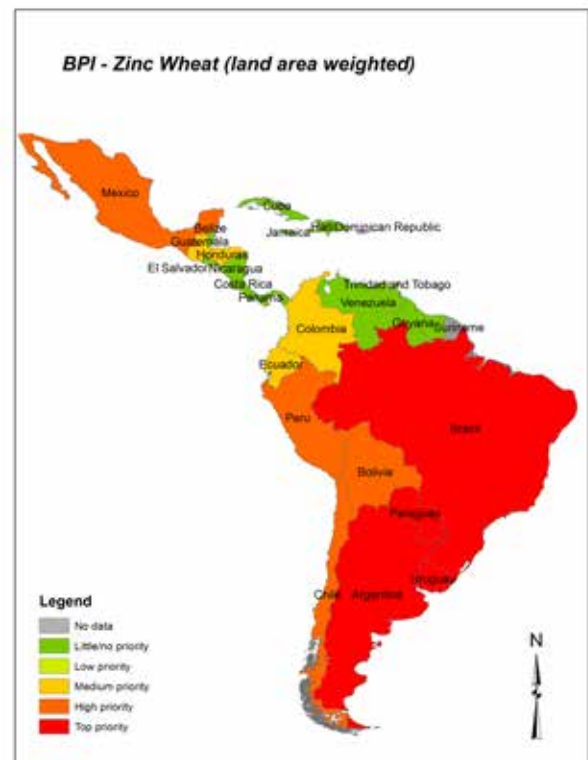 BPI - Zinc Wheat (land area weighted)
Mexico
Cuba
Belize
Jamaica
Haiti
Dominican Republic
Guatemala
Honduras
El Salvador
Nicaragua
Costa Rica
Trinidad and Tobago
Panama
Venezuela
Guyana
Suriname
Colombia
Ecuador
Peru
Brazil
Bolivia
Paraguay
Chile
Argentina
Uruguay
Legend
No data
Little/no priority
Low priority
Medium priority
High priority
Top priority
N